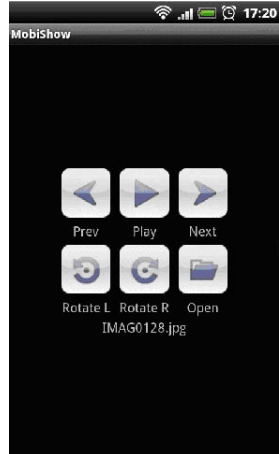 17:20
MobiShow
Prev Play Next
Rotate L Rotate R Open
IMAG0128.jpg